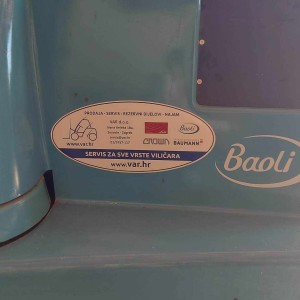 PRODAJA - SERVIS - REZERVNI DIJELOVI - NAJAM
VAR d.o.o.
www.var.hr
Baoli
CROWN BAUMANN
SERVIS ZA SVE VRSTE VILIČARA
www.var.hr
Baoli